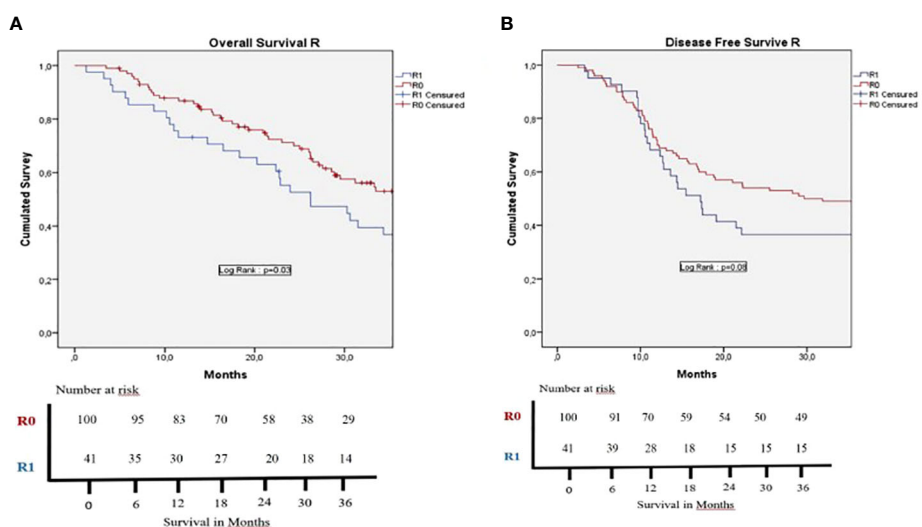 A
Overall Survival R
Cumulated Survey
1,0
0,8
0,6
0,4
0,2
0,0
R1
R0
R1 Censured
R0 Censured
Log Rank : p=0.03
,0 10,0 20,0 30,0
Months
Number at risk
R0 100 95 83 70 58 38 29
R1 41 35 30 27 20 18 14
0 6 12 18 24 30 36
Survival in Months
B
Disease Free Survive R
Cumulated Survey
1,0
0,8
0,6
0,4
0,2
0,0
R1
R0
R1 Censured
R0 Censured
Log Rank : p=0.08
,0 10,0 20,0 30,0
Months
Number at risk
R0 100 91 70 59 54 50 49
R1 41 39 28 18 15 15 15
0 6 12 18 24 30 36
Survival in Months